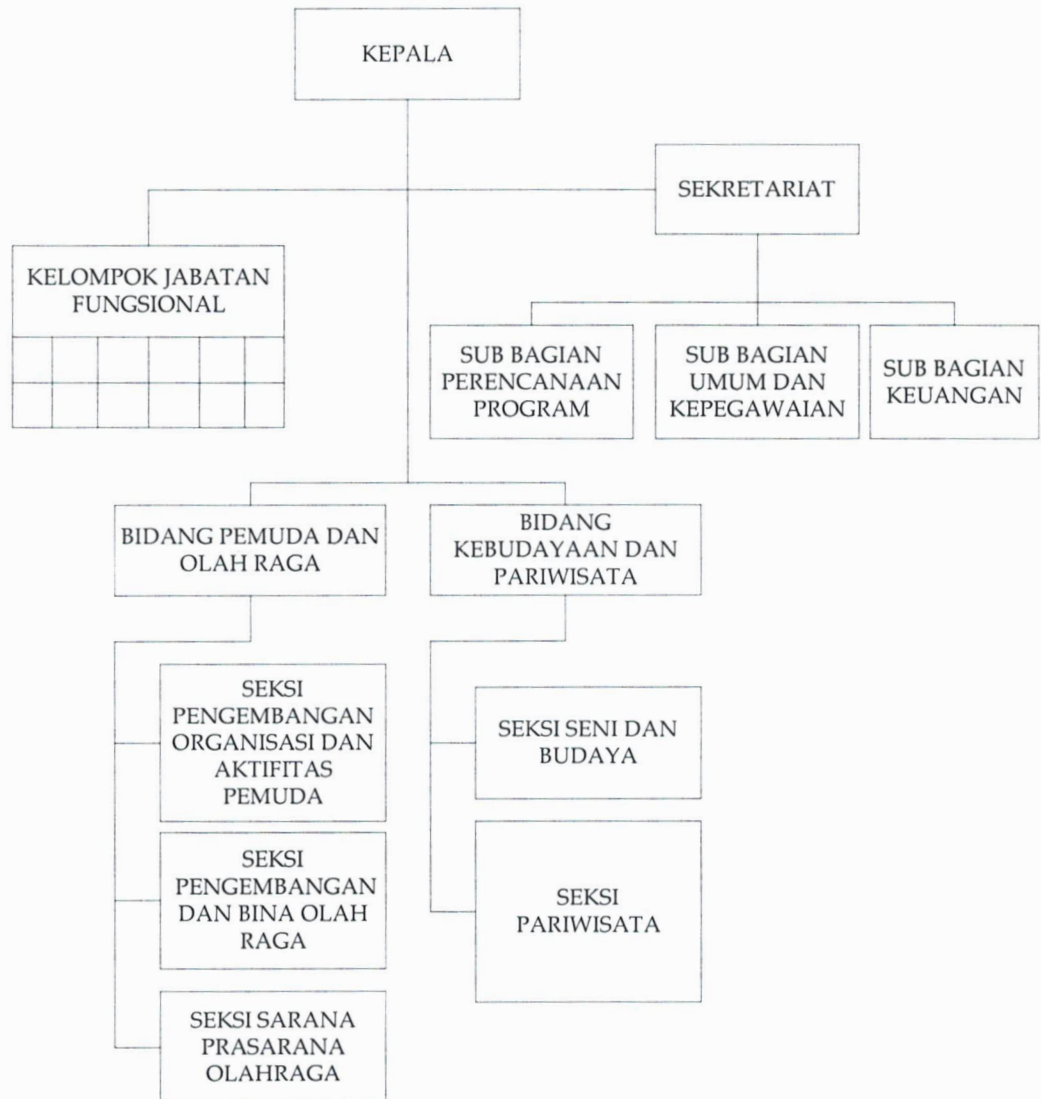 KEPALA
SEKRETARIAT
KELOMPOK JABATAN
FUNGSIONAL
SUB BAGIAN
PERENCANAAN
PROGRAM
SUB BAGIAN
UMUM DAN
KEPEGAWAIAN
SUB BAGIAN
KEUANGAN
BIDANG PEMUDA DAN
OLAH RAGA
BIDANG
KEBUDAYAAN DAN
PARIWISATA
SEKSI
PENGEMBANGAN
ORGANISASI DAN
AKTIFITAS
PEMUDA
SEKSI
PENGEMBANGAN
DAN BINA OLAH
RAGA
SEKSI SARANA
PRASARANA
OLAHRAGA
SEKSI SENI DAN
BUDAYA
SEKSI
PARIWISATA